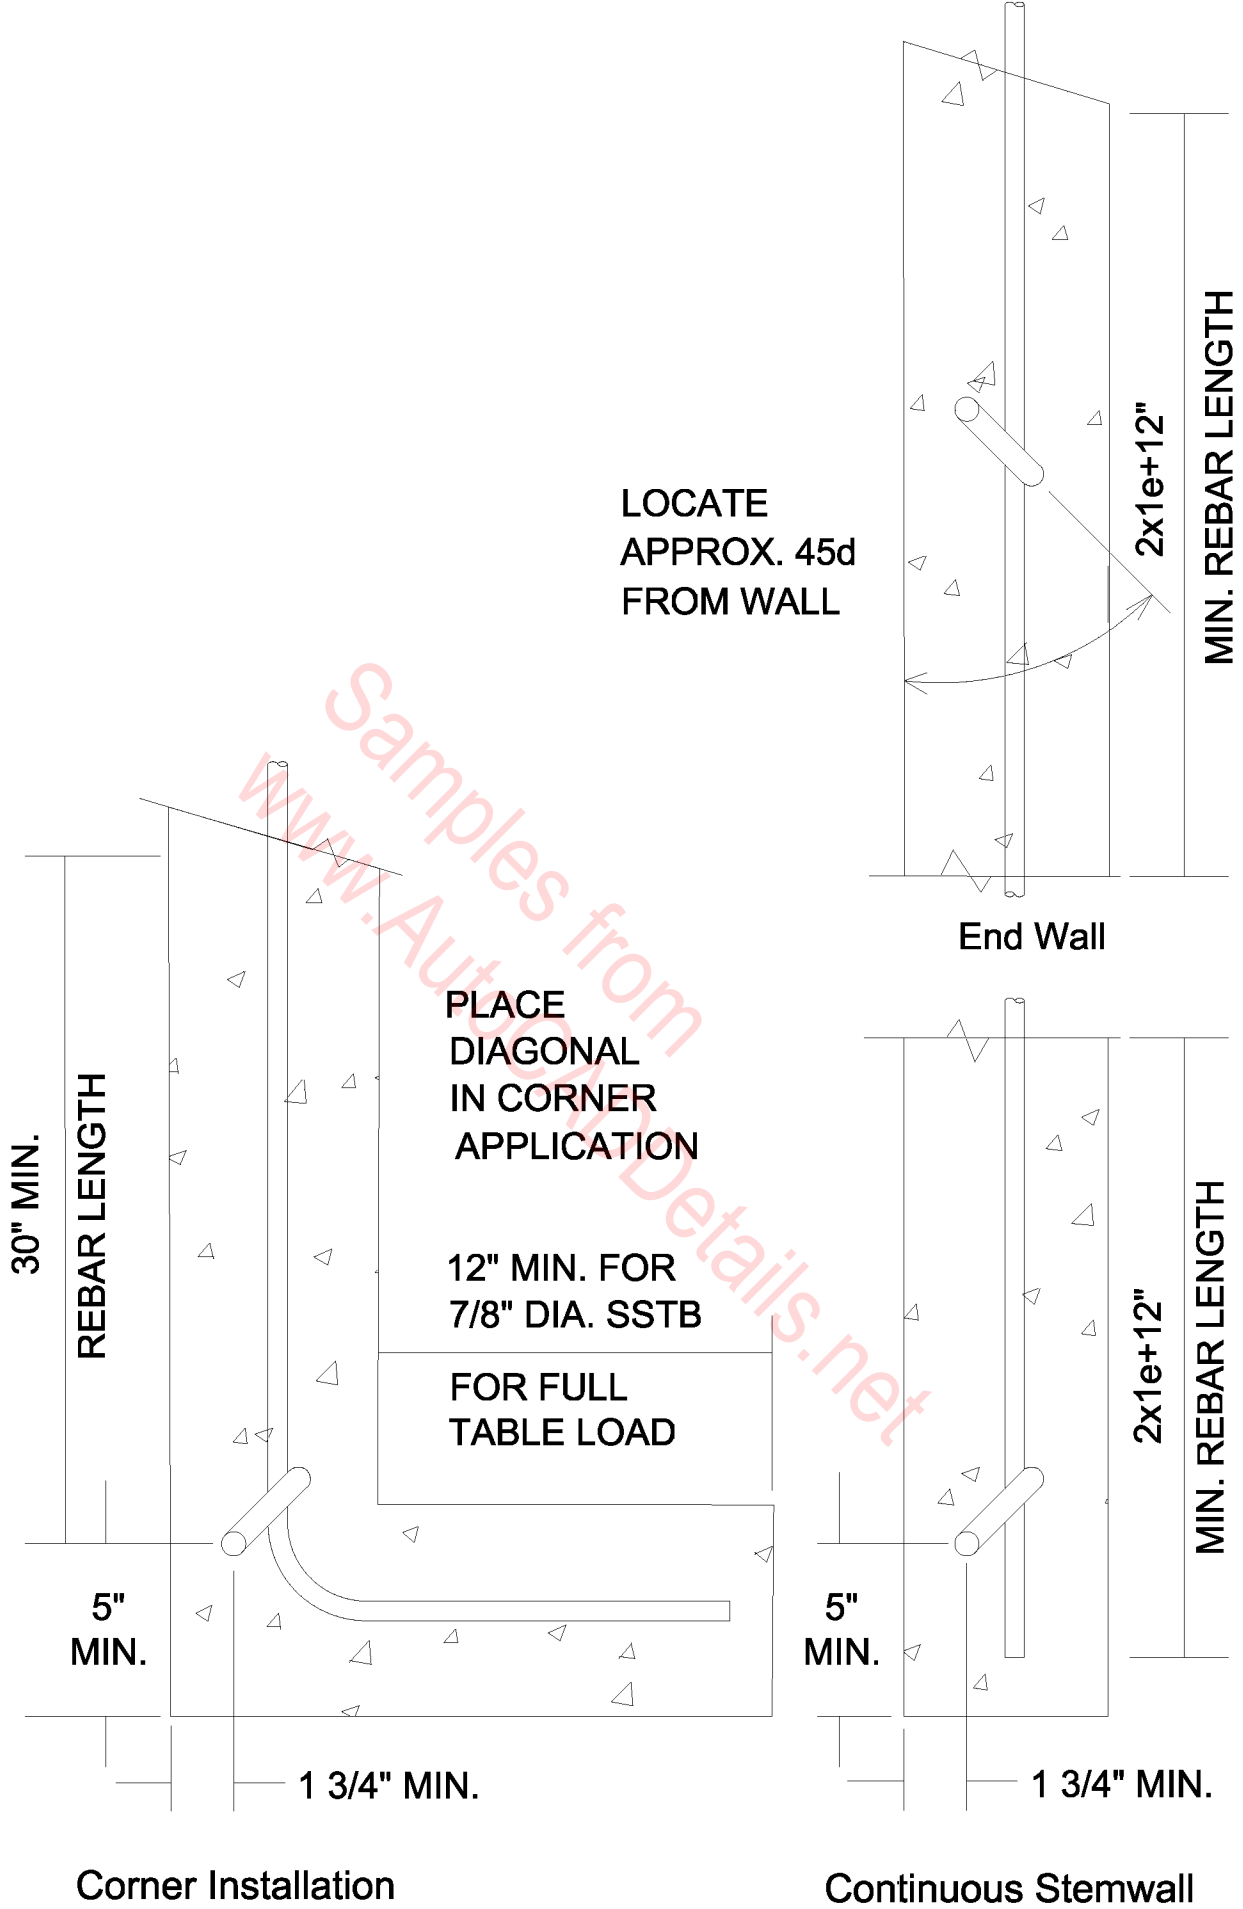 2x1e+12"
MIN. REBAR LENGTH
LOCATE
APPROX. 45d
FROM WALL
End Wall
Samples from
www.AutoCADDetails.net
30" MIN.
REBAR LENGTH
PLACE
DIAGONAL
IN CORNER
APPLICATION
12" MIN. FOR
7/8" DIA. SSTB
FOR FULL
TABLE LOAD
5"
MIN.
1 3/4" MIN.
Corner Installation
2x1e+12"
MIN. REBAR LENGTH
5"
MIN.
1 3/4" MIN.
Continuous Stemwall